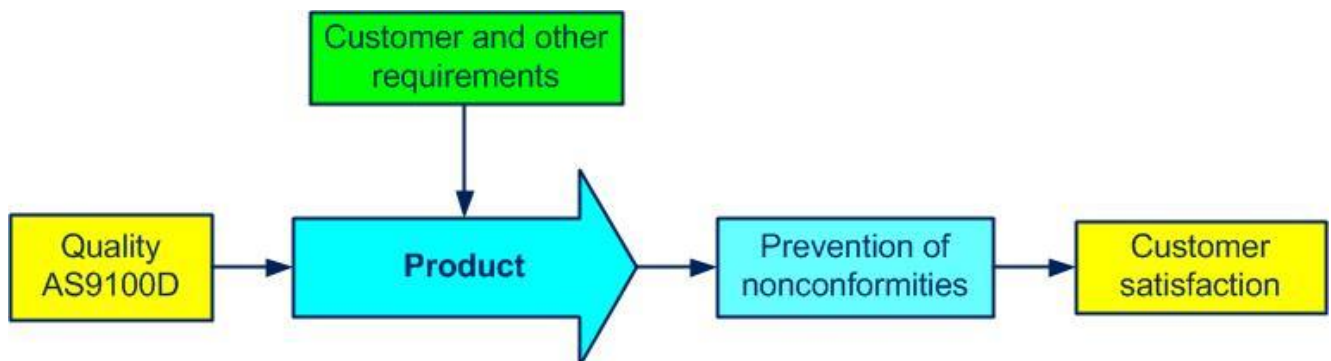 Customer and other
requirements
Quality
AS9100D
Product
Prevention of
nonconformities
Customer
satisfaction